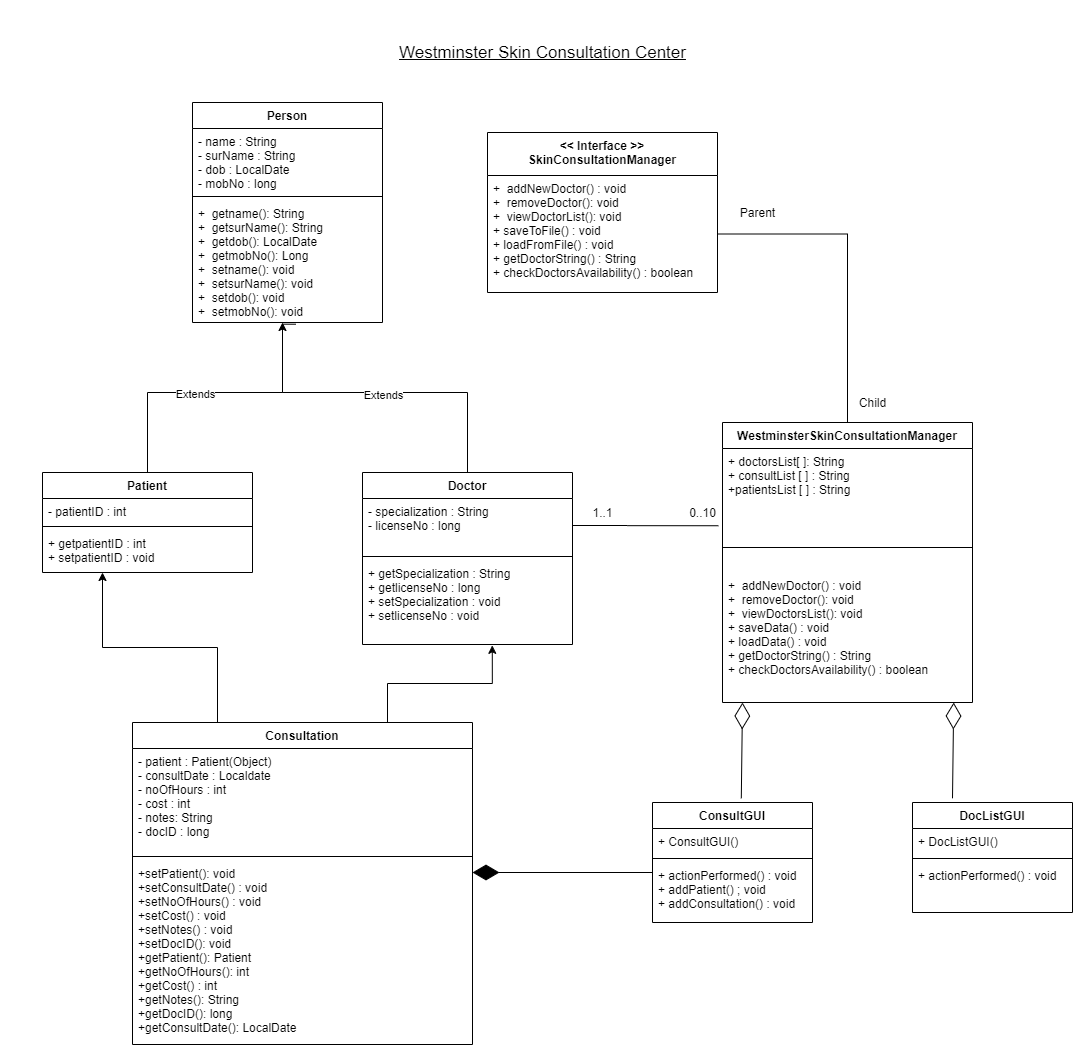 Westminster Skin Consultation Center
Person
- name : String
- surName : String
- dob : LocalDate
- mobNo : long
+ getname(): String
+ getsurName(): String
+ getdob(): LocalDate
+ getmobNo(): Long
+ setname(): void
+ setsurName(): void
+ setdob(): void
+ setmobNo(): void
<< Interface >>
SkinConsultationManager
+ addNewDoctor() : void
+ removeDoctor(): void
+ viewDoctorList(): void
+ saveToFile() : void
+ loadFromFile() : void
+ getDoctorString() : String
+ checkDoctorsAvailability() : boolean
Parent
Child
Extends
Extends
Patient
- patientID : int
+ getpatientID : int
+ setpatientID : void
Doctor
- specialization : String
- licenseNo : long
+ getSpecialization : String
+ getlicenseNo : long
+ setSpecialization : void
+ setlicenseNo : void
1..1
0..10
WestminsterSkinConsultationManager
+ doctorsList[ ]: String
+ consultList [ ] : String
+patientsList [ ] : String
+ addNewDoctor() : void
+ removeDoctor(): void
+ viewDoctorsList(): void
+ saveData() : void
+ loadData() : void
+ getDoctorString() : String
+ checkDoctorsAvailability() : boolean
Consultation
- patient : Patient(Object)
- consultDate : Localdate
- noOfHours : int
- cost : int
- notes: String
- docID : long
+setPatient(): void
+setConsultDate() : void
+setNoOfHours() : void
+setCost() : void
+setNotes() : void
+setDocID(): void
+getPatient(): Patient
+getNoOfHours(): int
+getCost() : int
+getNotes(): String
+getDocID(): long
+getConsultDate(): LocalDate
ConsultGUI
+ ConsultGUI()
+ actionPerformed() : void
+ addPatient() ; void
+ addConsultation() : void
DocListGUI
+ DocListGUI()
+ actionPerformed() : void